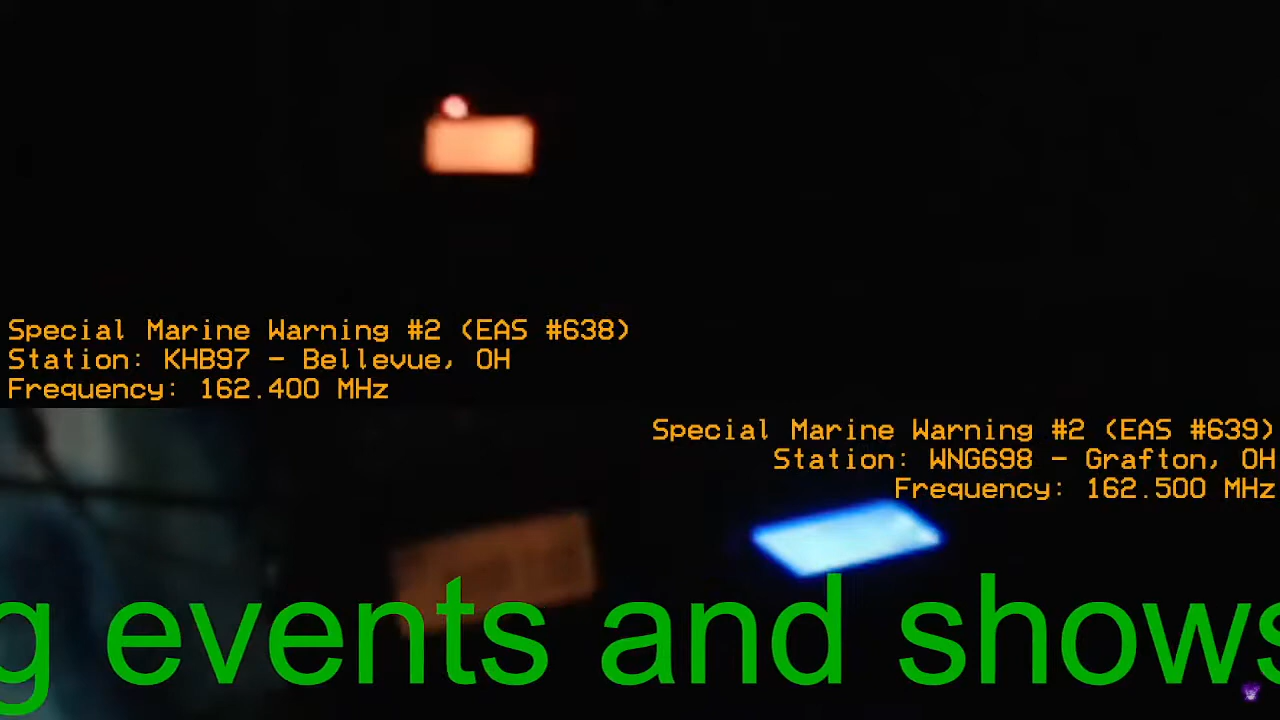 Special Marine Warning #2 (EAS #638)
Station: KHB97 - Bellevue, OH
Frequency: 162.400 MHz
Special Marine Warning #2 (EAS #639)
Station: WNG698 - Grafton, OH
Frequency: 162.500 MHz
g events and shows